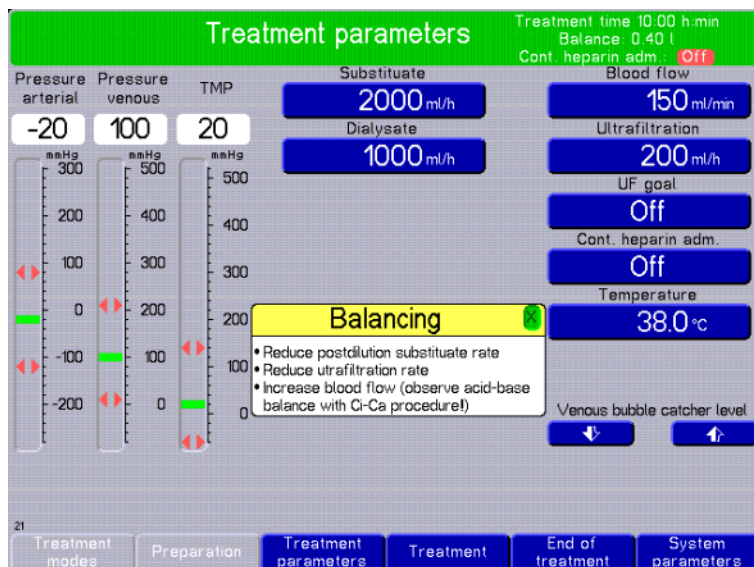 Treatment parameters
Treatment time 10:00 h:min
Balance: 0.40 l
Cont. heparin adm.: Off
Pressure arterial
Pressure venous
TMP
-20
100
20
mmHg
mmHg
mmHg
300
200
100
0
-100
-200
500
400
300
200
100
0
500
400
300
200
100
0
Substituate
2000 ml/h
Dialysate
1000 ml/h
Blood flow
150 ml/min
Ultrafiltration
200 ml/h
UF goal
Off
Cont. heparin adm.
Off
Temperature
38.0 °C
Balancing
X
• Reduce postdilution substituate rate
• Reduce utrafiltration rate
• Increase blood flow (observe acid-base
balance with Ci-Ca procedure!)
Venous bubble catcher level
21
Treatment
modes
Preparation
Treatment
parameters
Treatment
End of
treatment
System
parameters